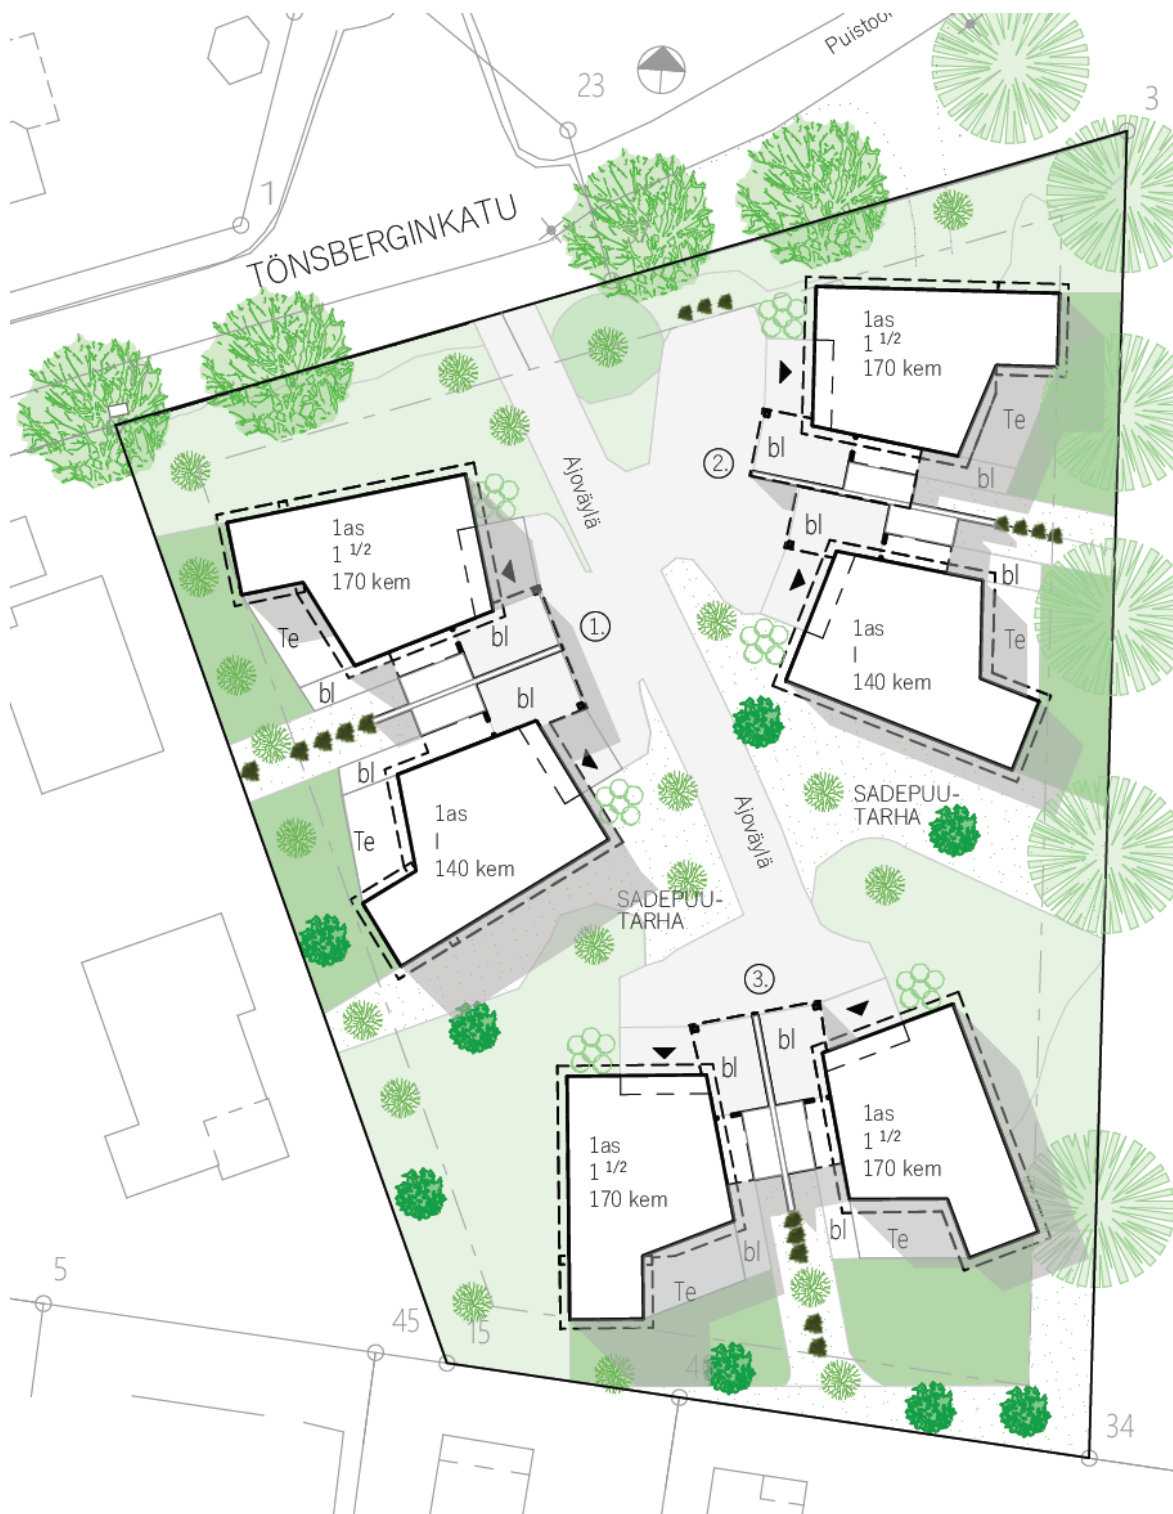 Puistoor
23
3
1
TÖNSBERGINKATU
1as
1 1/2
170 kem
Te
bl
2.
bl
bl
bl
Ajoväylä
1as
1 1/2
170 kem
Te
bl
1.
bl
bl
1as
I
140 kem
Te
bl
Te
1as
I
140 kem
SADEPUU-
TARHA
Ajoväylä
SADEPUU-
TARHA
3.
bl
bl
1as
1 1/2
170 kem
1as
1 1/2
170 kem
bl
Te
bl
Te
5
45
15
34